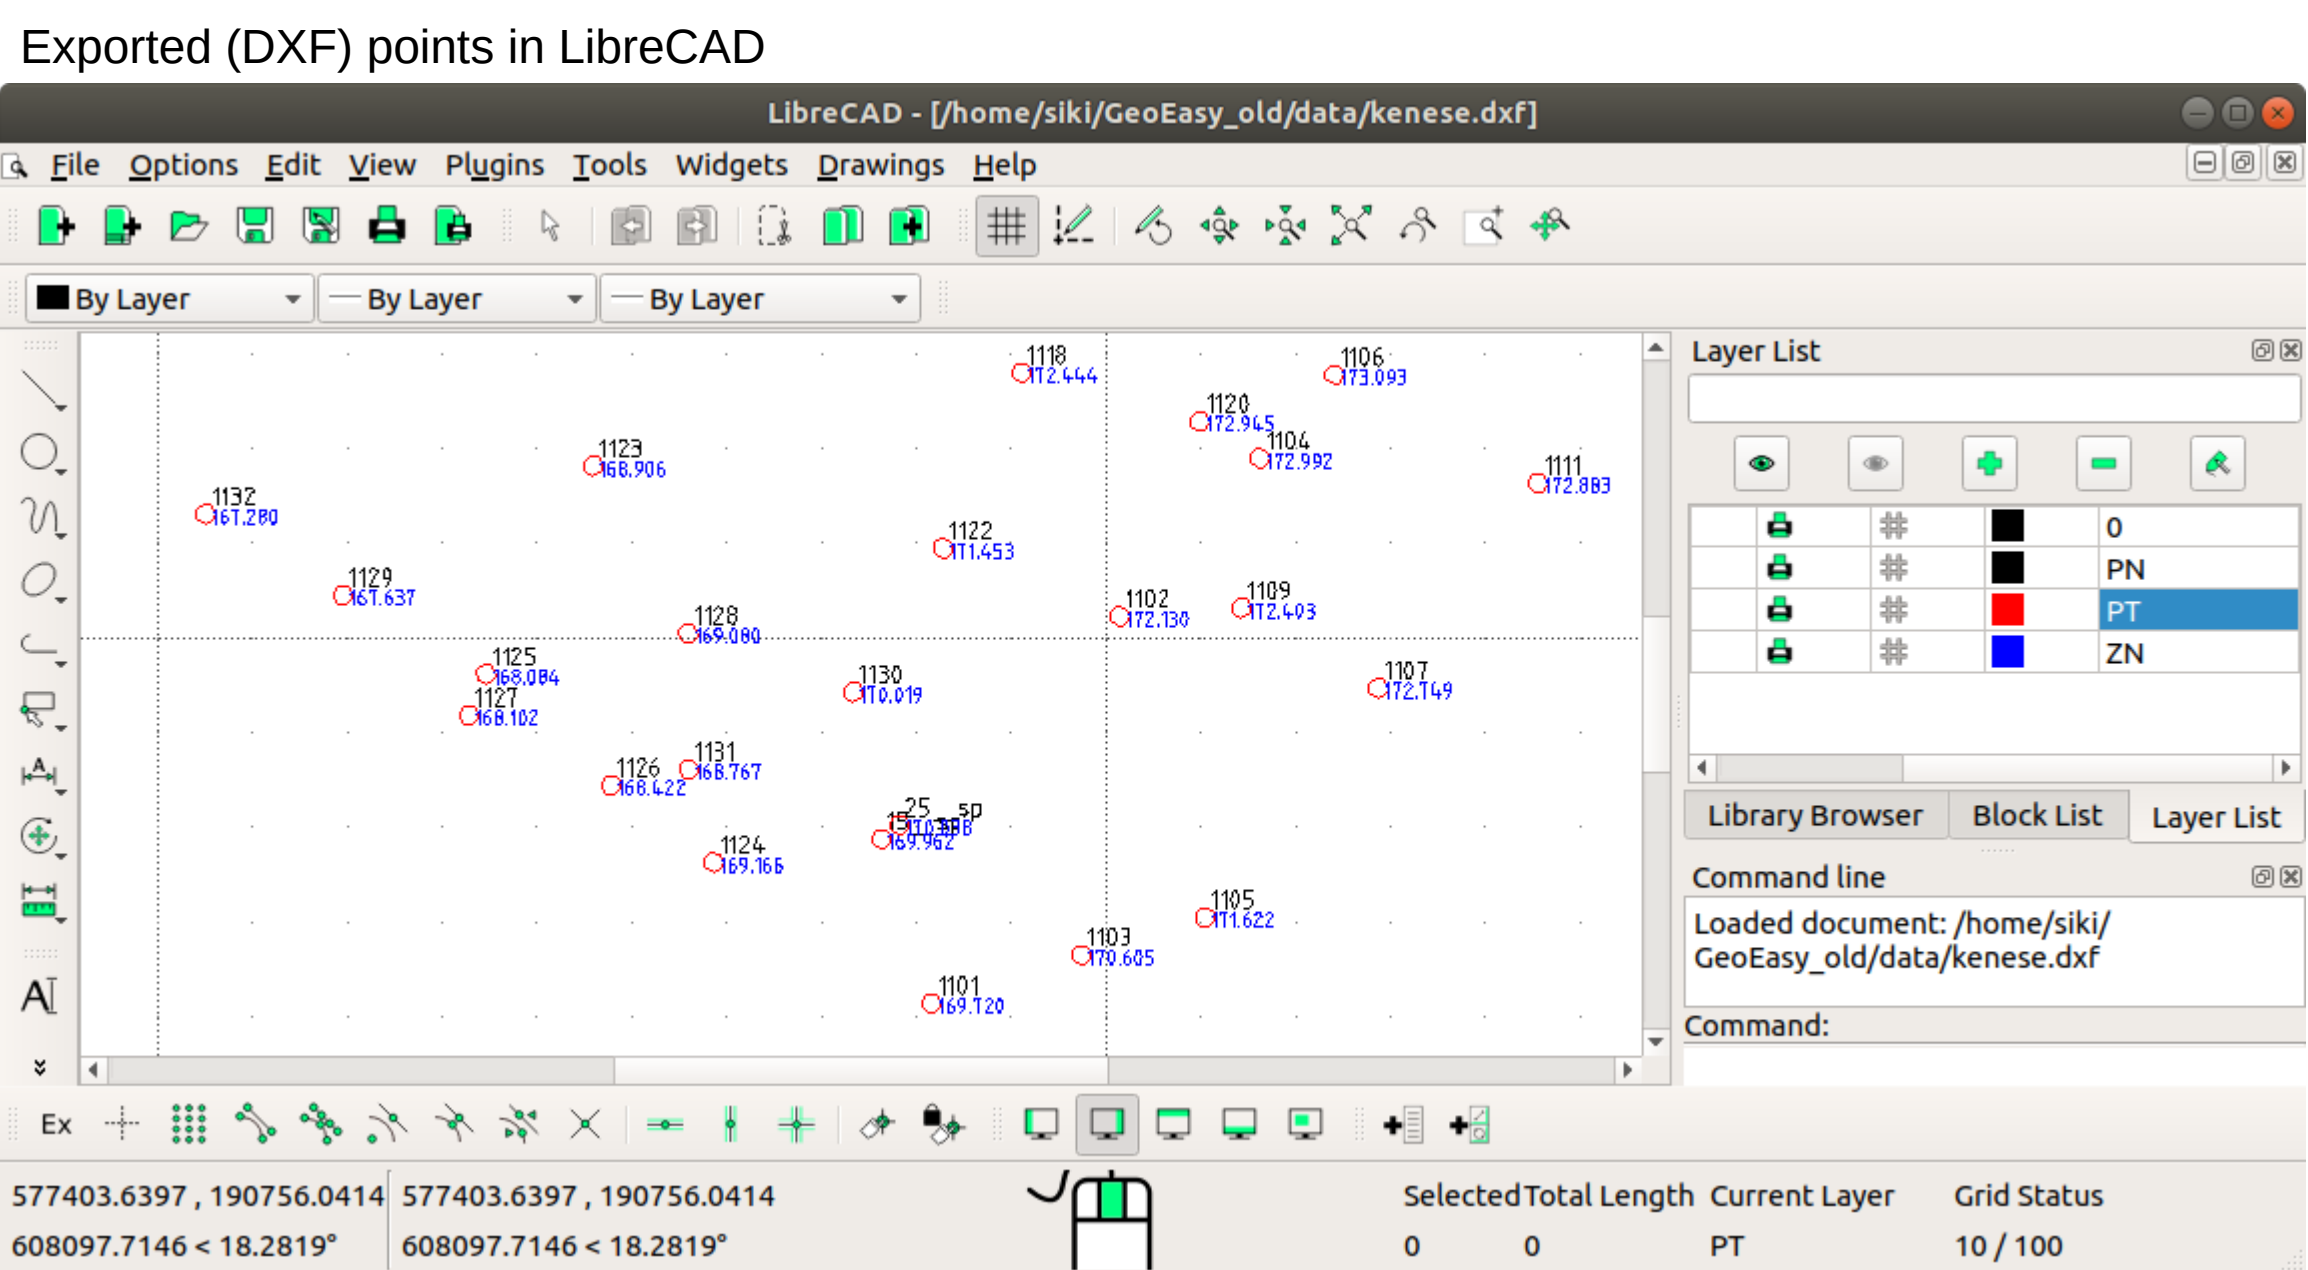 Exported (DXF) points in LibreCAD
LibreCAD - [/home/siki/GeoEasy_old/data/kenese.dxf]
File Options Edit View Plugins Tools Widgets Drawings Help
By Layer By Layer By Layer
Layer List
1118
172.444
1106
173.093
1120
172.945
1104
172.992
1123
168.906
1111
172.883
1132
167.280
1122
171.453
1129
167.637
1102
172.130
1109
172.403
1128
169.080
1125
168.084
1130
170.019
1107
172.749
1127
168.102
1131
168.767
1126
168.422
25 sp
169.962
1124
169.166
1105
171.622
1103
170.605
1101
169.720
0
PN
PT
ZN
Library Browser Block List Layer List
Command line
Loaded document: /home/siki/
GeoEasy_old/data/kenese.dxf
Command:
A
Ex
577403.6397 , 190756.0414 577403.6397 , 190756.0414 Selected Total Length Current Layer Grid Status
608097.7146 < 18.2819° 608097.7146 < 18.2819° 0 0 PT 10 / 100